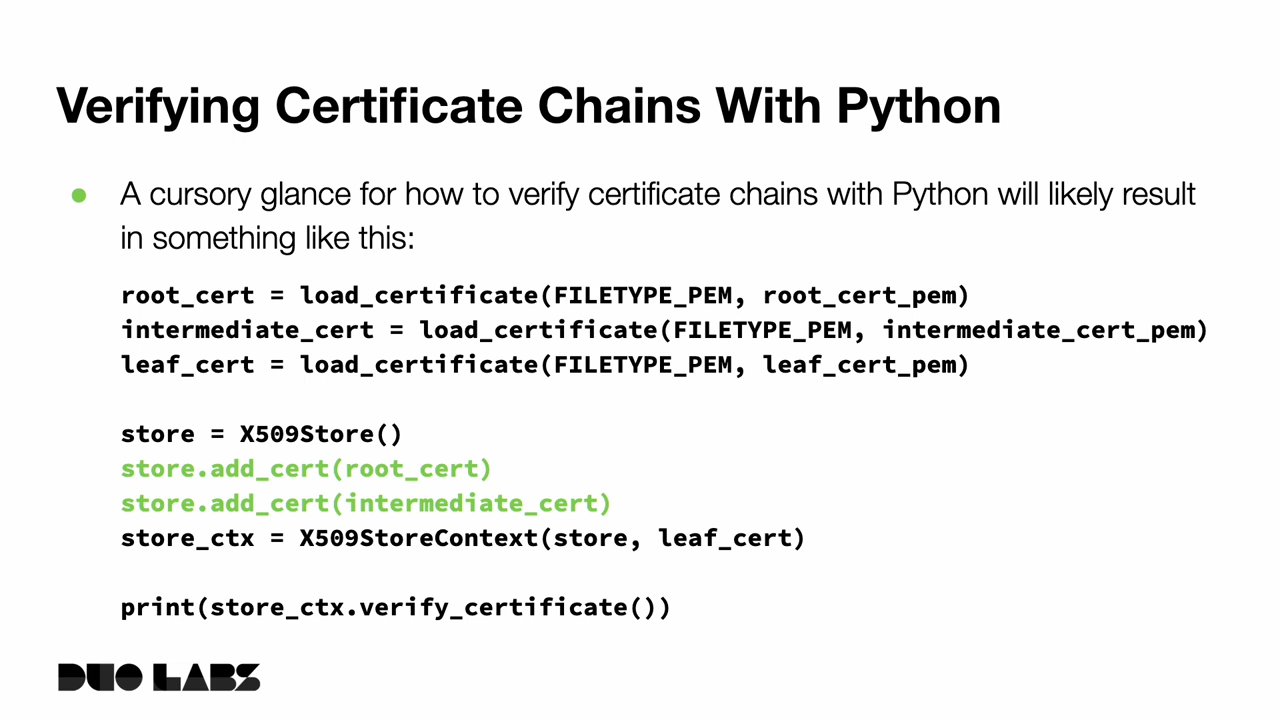 Verifying Certificate Chains With Python
● A cursory glance for how to verify certificate chains with Python will likely result
in something like this:
root_cert = load_certificate(FILETYPE_PEM, root_cert_pem)
intermediate_cert = load_certificate(FILETYPE_PEM, intermediate_cert_pem)
leaf_cert = load_certificate(FILETYPE_PEM, leaf_cert_pem)
store = X509Store()
store.add_cert(root_cert)
store.add_cert(intermediate_cert)
store_ctx = X509StoreContext(store, leaf_cert)
print(store_ctx.verify_certificate())
DUO LABS